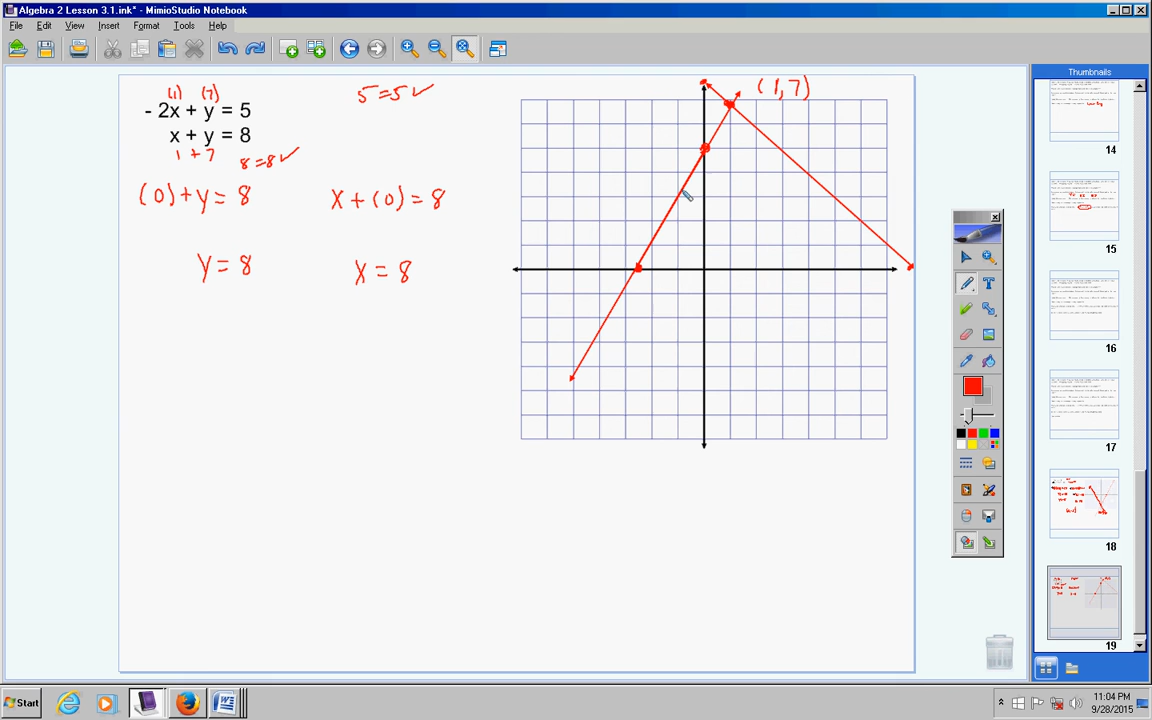 Algebra 2 Lesson 3.1.ink* - MimioStudio Notebook
File Edit View Insert Format Tools Help
(1) (7)
- 2x + y = 5
5=5 ✓
(1,7)
x + y = 8
1 + 7
8=8 ✓
(0)+y=8
x+(0)=8
y=8
x=8
Thumbnails
14
15
16
17
18
19
Start
11:04 PM
9/28/2015